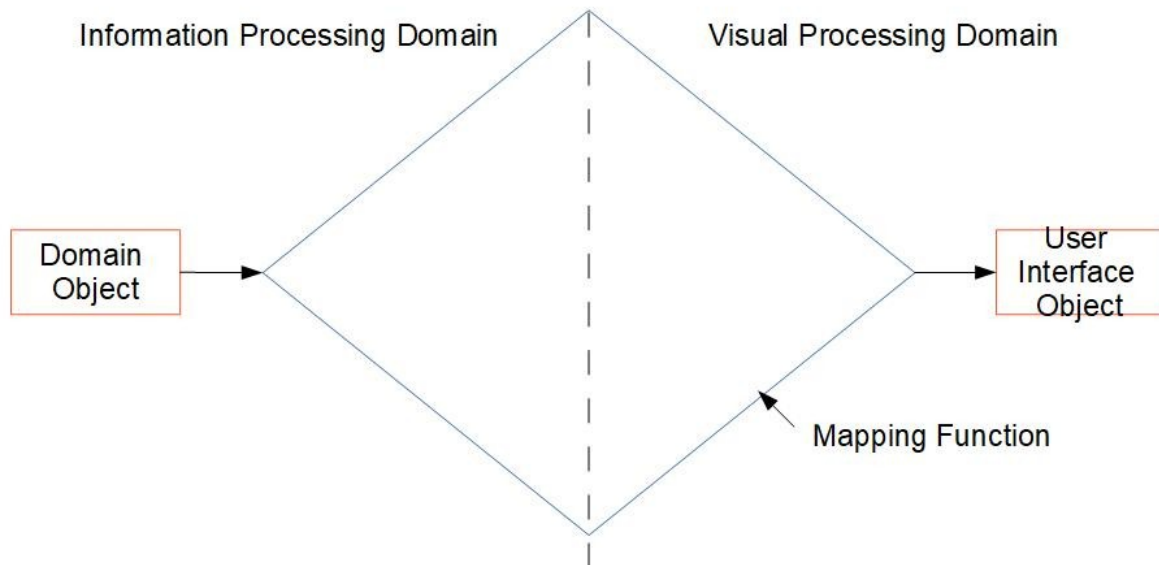 Information Processing Domain
Visual Processing Domain
Domain
Object
User
Interface
Object
Mapping Function